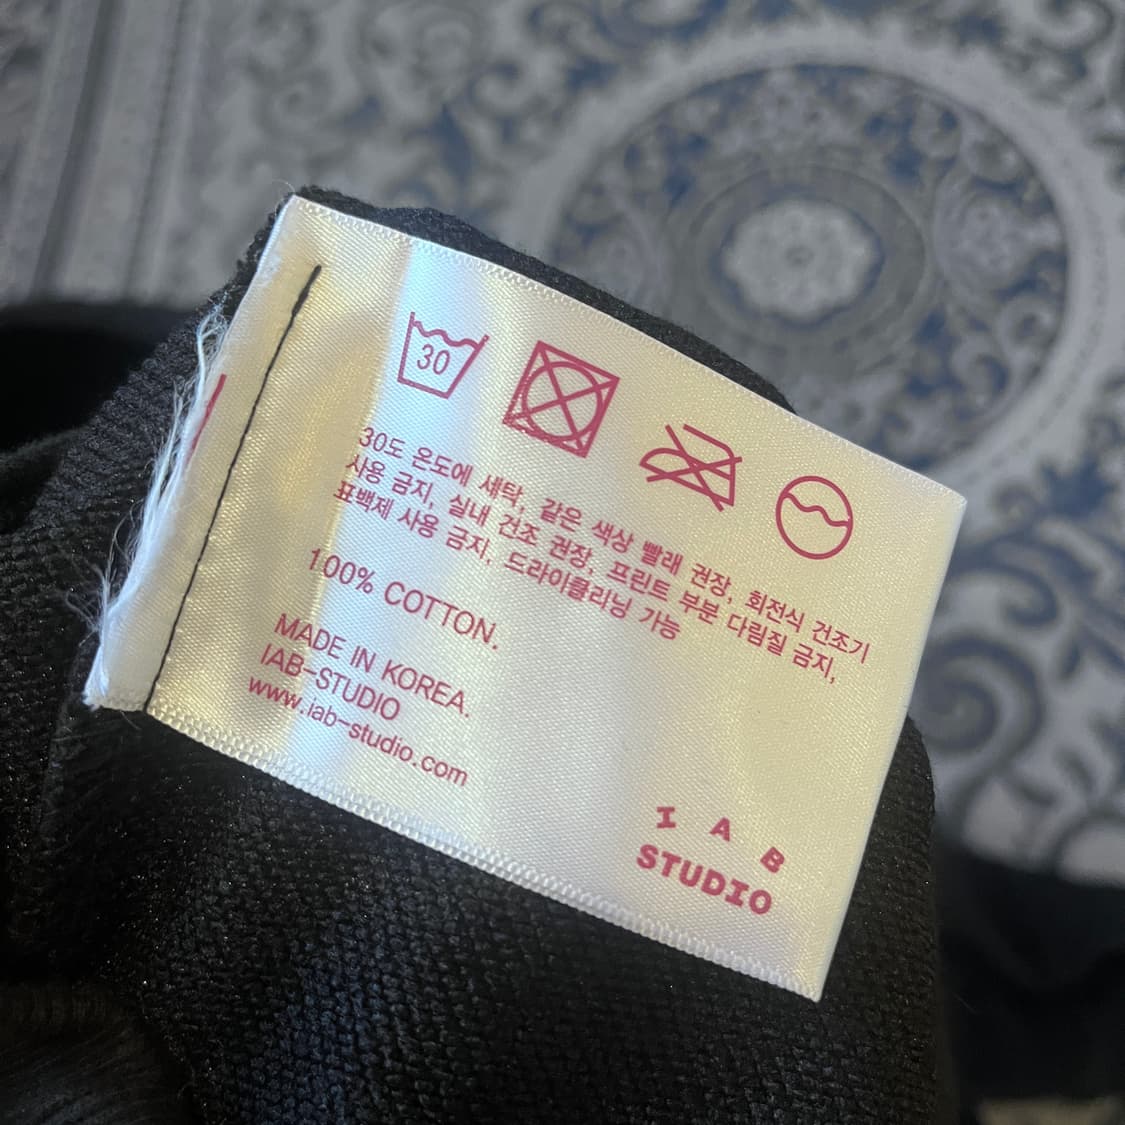 30
30도 온도에 세탁, 같은 색상 빨래 권장, 회전식 건조기
사용 금지, 실내 건조 권장, 프린트 부분 다림질 금지,
표백제 사용 금지, 드라이클리닝 가능
100% COTTON.
MADE IN KOREA.
IAB-STUDIO
www.iab-studio.com
I A B
STUDIO